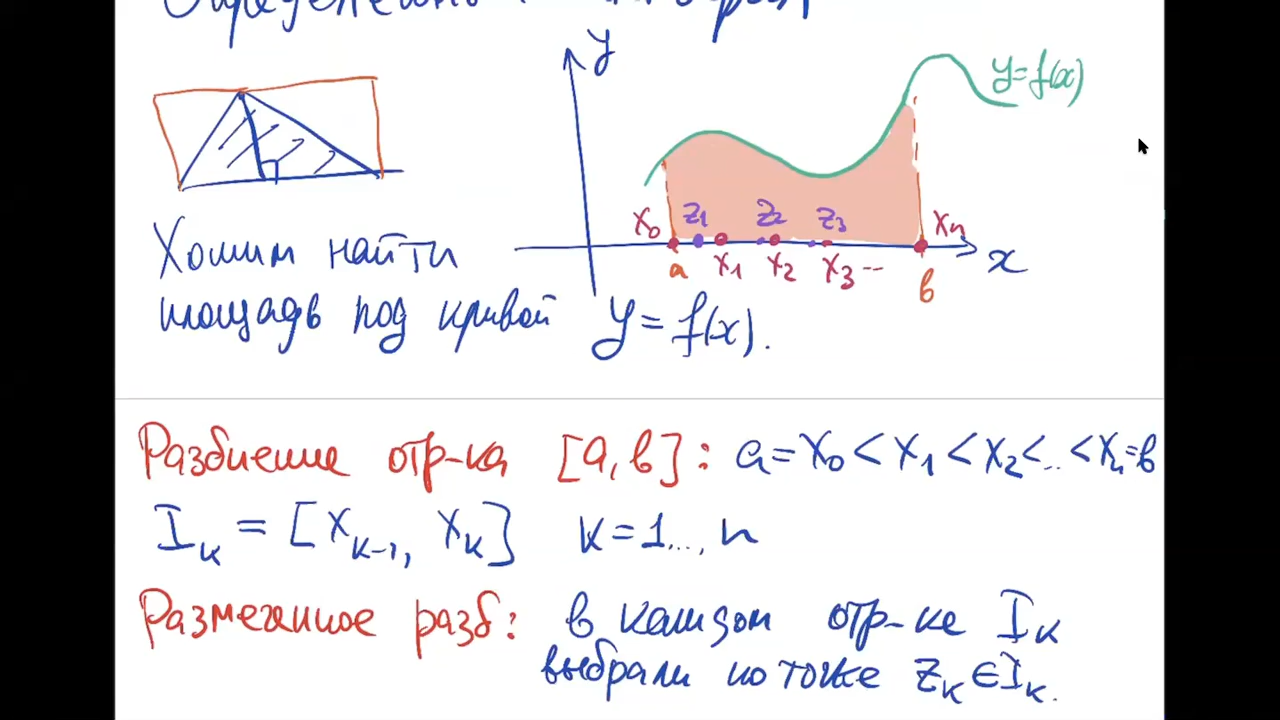 y
y=f(x)
x₀ z₁ z₂ z₃ xₙ
a x₁ x₂ x₃ -- в
x
Хотим найти
площадь под кривой y = f(x).
Разбиение отр-ка [а, в] : a = x₀ < x₁ < x₂ < .. < xₙ = в
Iₖ = [xₖ₋₁, xₖ] k = 1..., n
Размеченное разб: в каждом отр-ке Iₖ
выбрали по точке zₖ ∈ Iₖ.